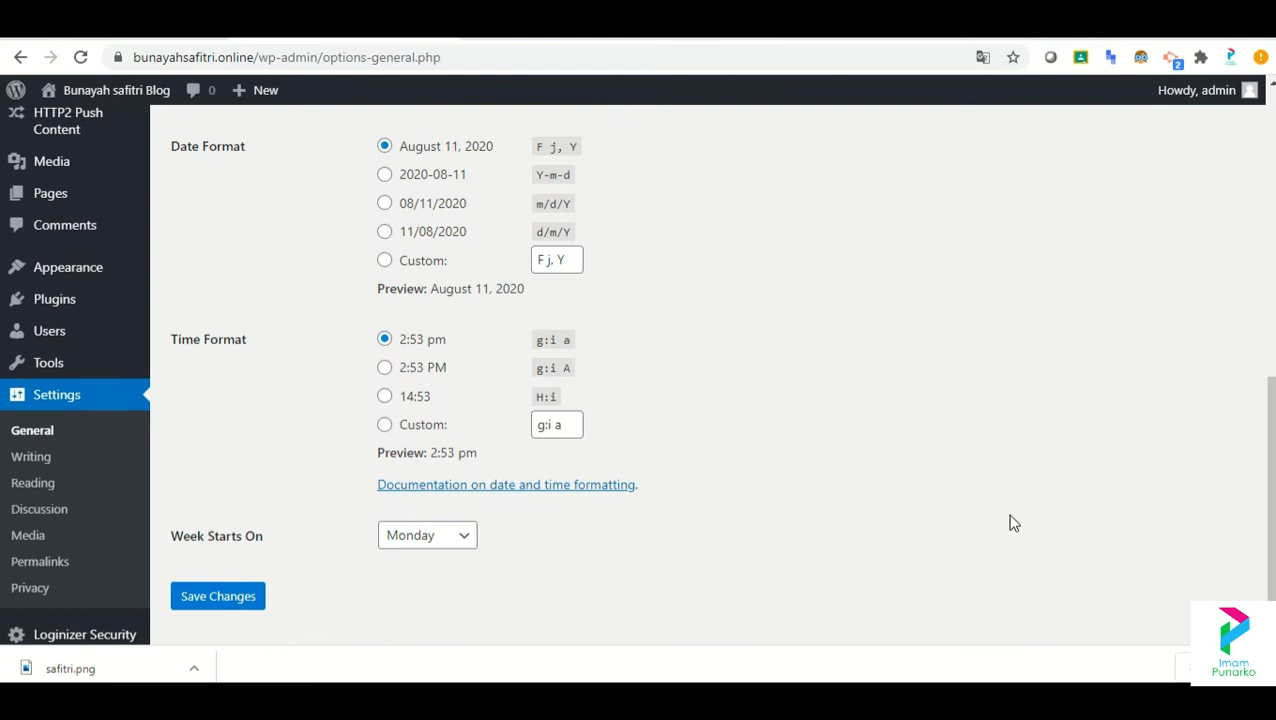 bunayahsafitri.online/wp-admin/options-general.php
2
Bunayah safitri Blog
0
New
Howdy, admin
HTTP2 Push
Content
Media
Pages
Comments
Appearance
Plugins
Users
Tools
Settings
General
Writing
Reading
Discussion
Media
Permalinks
Privacy
Loginizer Security
Date Format
August 11, 2020 F j, Y
2020-08-11 Y-m-d
08/11/2020 m/d/Y
11/08/2020 d/m/Y
Custom: F j, Y
Preview: August 11, 2020
Time Format
2:53 pm g:i a
2:53 PM g:i A
14:53 H:i
Custom: g:i a
Preview: 2:53 pm
Documentation on date and time formatting.
Week Starts On Monday
Save Changes
safitri.png
Imam
Punarko